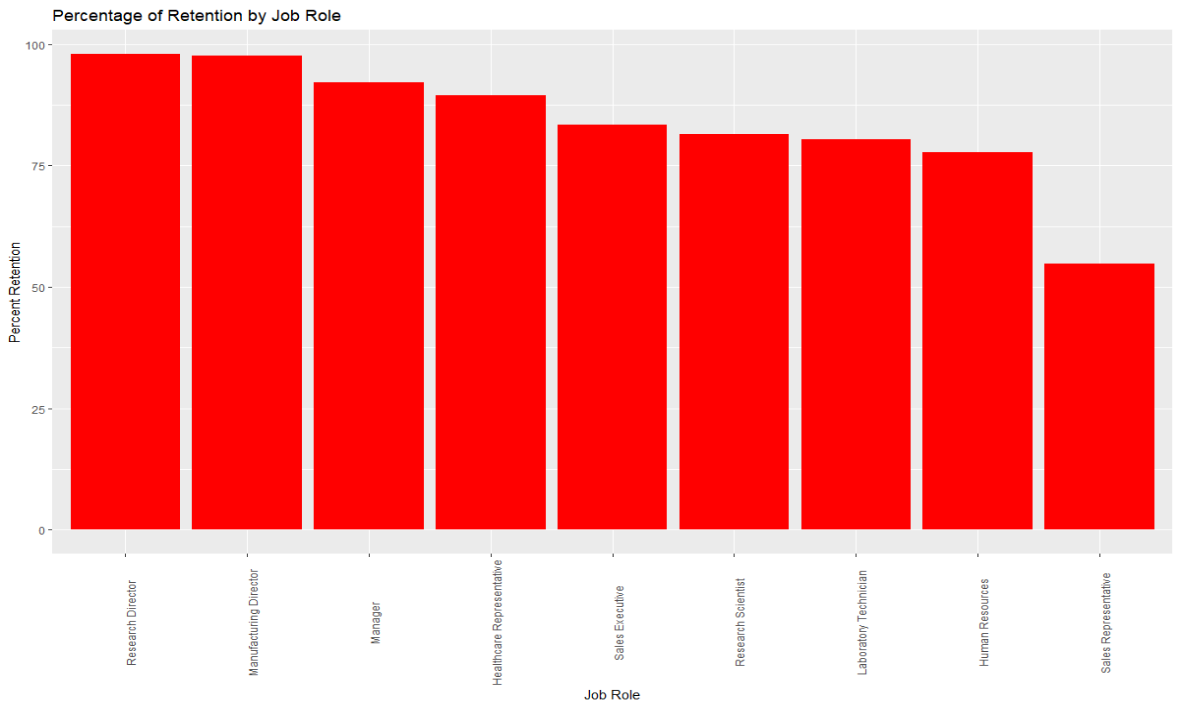 Percentage of Retention by Job Role
100
75
50
25
0
Percent Retention
Research Director
Manufacturing Director
Manager
Healthcare Representative
Sales Executive
Research Scientist
Laboratory Technician
Human Resources
Sales Representative
Job Role